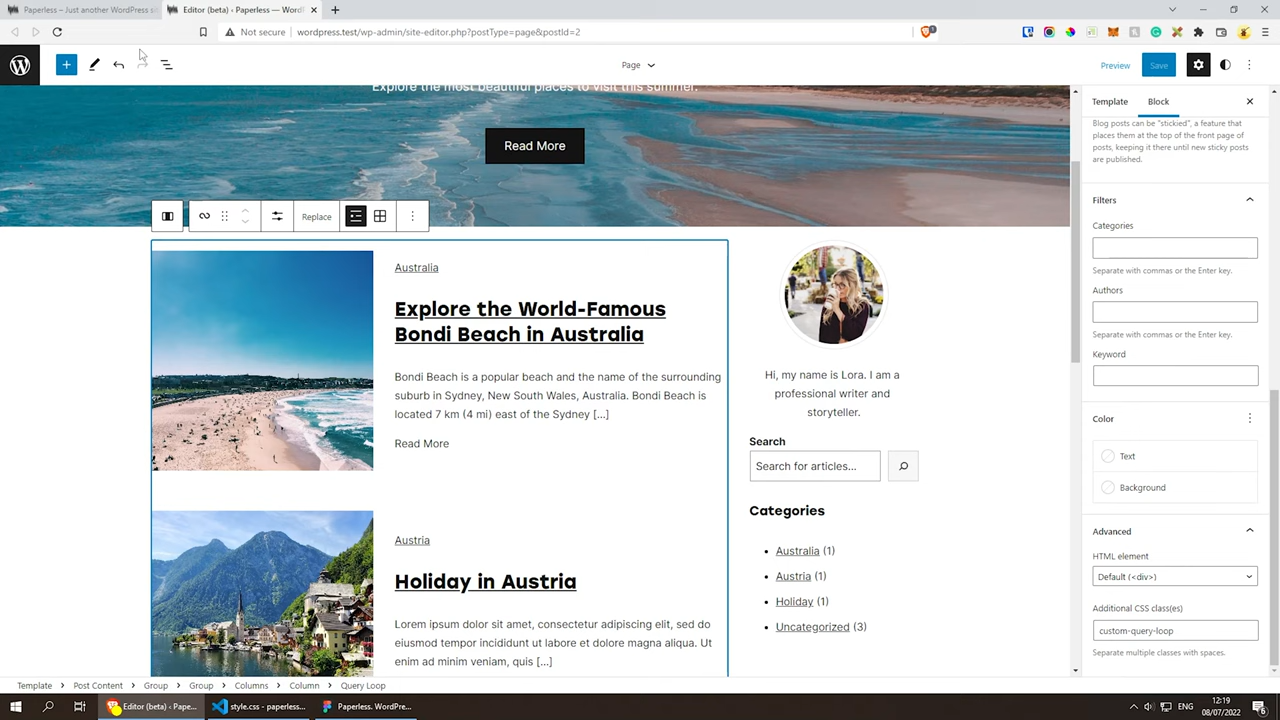 Paperless – Just another WordPress si
Editor (beta) ‹ Paperless — Word
Not secure
wordpress.test/wp-admin/site-editor.php?postType=page&postId=2
Page
Preview
Save
Explore the most beautiful places to visit this summer.
Read More
Replace
Australia
Explore the World-Famous
Bondi Beach in Australia
Bondi Beach is a popular beach and the name of the surrounding
suburb in Sydney, New South Wales, Australia. Bondi Beach is
located 7 km (4 mi) east of the Sydney [...]
Read More
Austria
Holiday in Austria
Lorem ipsum dolor sit amet, consectetur adipiscing elit, sed do
eiusmod tempor incididunt ut labore et dolore magna aliqua. Ut
enim ad minim veniam, quis [...]
Hi, my name is Lora. I am a
professional writer and
storyteller.
Search
Search for articles...
Categories
Australia (1)
Austria (1)
Holiday (1)
Uncategorized (3)
Template
Block
Blog posts can be "stickied", a feature that
places them at the top of the front page of
posts, keeping it there until new sticky posts
are published.
Filters
Categories
Separate with commas or the Enter key.
Authors
Separate with commas or the Enter key.
Keyword
Color
Text
Background
Advanced
HTML element
Default (<div>)
Additional CSS class(es)
custom-query-loop
Separate multiple classes with spaces.
Template > Post Content > Group > Group > Columns > Column > Query Loop
Editor (beta) ‹ Pape...
style.css - paperless...
Paperless. WordPre...
ENG
12:19
08/07/2022